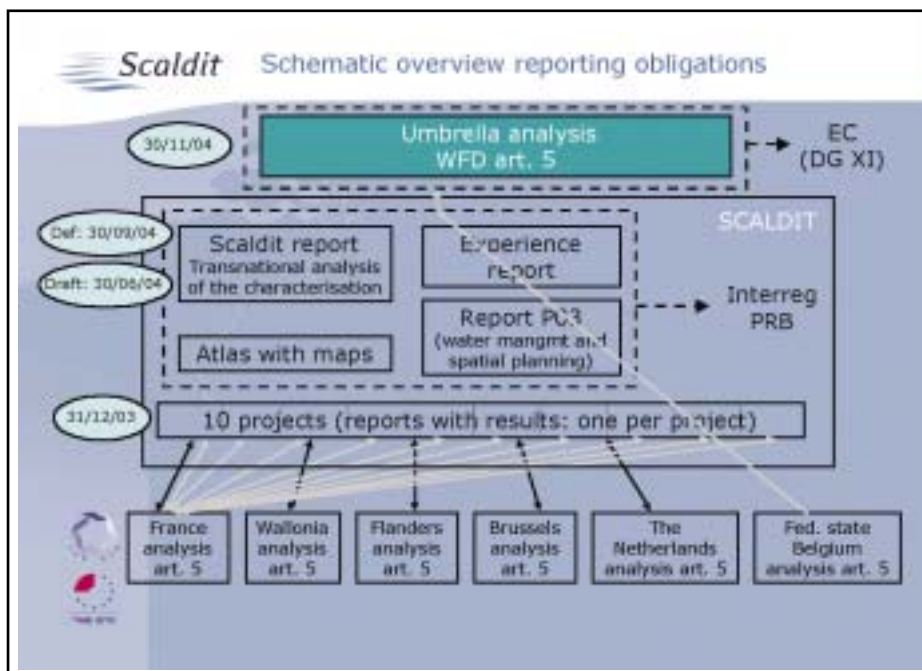 Scaldit Schematic overview reporting obligations
30/11/04
Umbrella analysis
WFD art. 5
EC
(DG XI)
SCALDIT
Def: 30/09/04
Draft: 30/06/04
Scaldit report
Transnational analysis
of the characterisation
Experience
report
Atlas with maps
Report P03
(water mangmt and
spatial planning)
Interreg
PRB
31/12/03
10 projects (reports with results: one per project)
France
analysis
art. 5
Wallonia
analysis
art. 5
Flanders
analysis
art. 5
Brussels
analysis
art. 5
The
Netherlands
analysis art. 5
Fed. state
Belgium
analysis art. 5